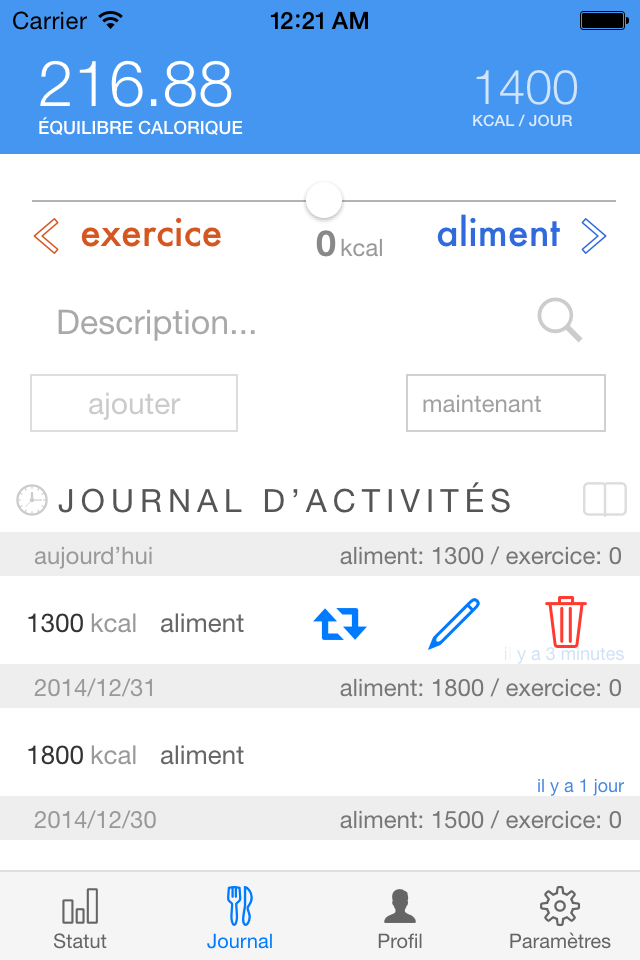 Carrier 12:21 AM
216.88 1400
ÉQUILIBRE CALORIQUE KCAL / JOUR
exercice 0 kcal aliment
Description...
ajouter maintenant
JOURNAL D’ACTIVITÉS
aujourd’hui aliment: 1300 / exercice: 0
1300 kcal aliment
il y a 3 minutes
2014/12/31 aliment: 1800 / exercice: 0
1800 kcal aliment
il y a 1 jour
2014/12/30 aliment: 1500 / exercice: 0
Statut Journal Profil Paramètres